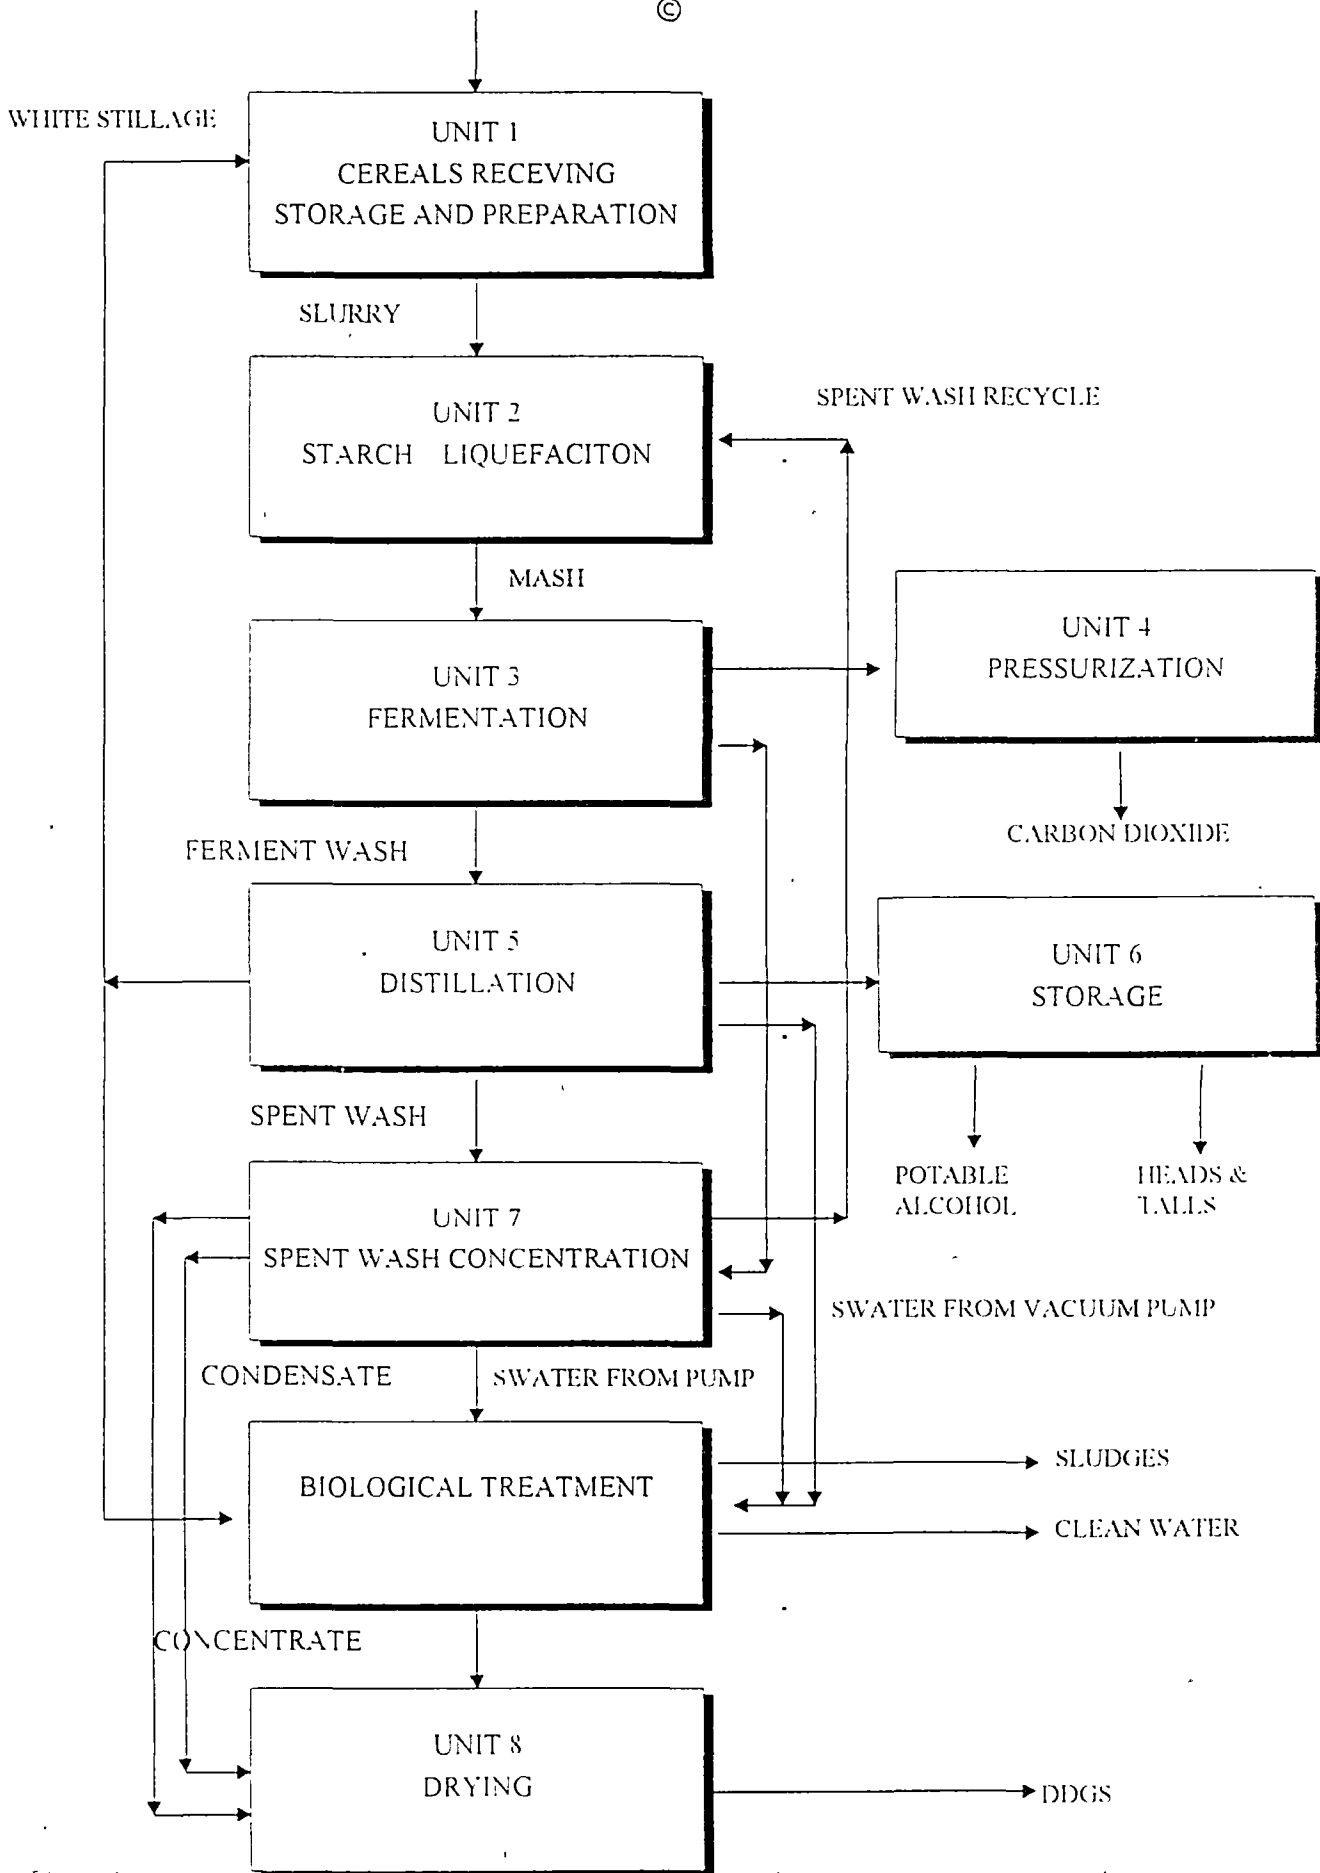 ©
WHITE STILLAGE
UNIT 1
CEREALS RECEVING
STORAGE AND PREPARATION
SLURRY
UNIT 2
STARCH LIQUEFACITON
SPENT WASH RECYCLE
MASH
UNIT 3
FERMENTATION
UNIT 4
PRESSURIZATION
CARBON DIOXIDE
FERMENT WASH
UNIT 5
DISTILLATION
UNIT 6
STORAGE
SPENT WASH
POTABLE
ALCOHOL
HEADS &
TALLS
UNIT 7
SPENT WASH CONCENTRATION
SWATER FROM VACUUM PUMP
CONDENSATE
SWATER FROM PUMP
BIOLOGICAL TREATMENT
SLUDGES
CLEAN WATER
CONCENTRATE
UNIT 8
DRYING
DDGS